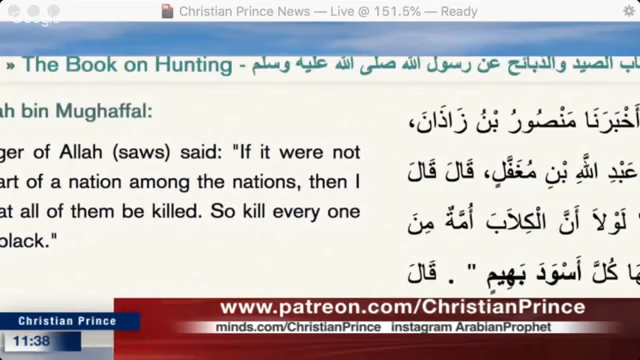 Christian Prince News — Live @ 151.5% — Ready
Google
» The Book on Hunting - اب الصيد والذبائح عن رسول الله صلى الله عليه وسلم
ah bin Mughaffal:
ger of Allah (saws) said: "If it were not
art of a nation among the nations, then I
at all of them be killed. So kill every one
black."
أَخْبَرَنَا مَنْصُورُ بْنُ زَاذَانَ،
عَبْدِ اللَّهِ بْنِ مُغَفَّلٍ، قَالَ قَالَ
" لَوْلاَ أَنَّ الْكِلاَبَ أُمَّةٌ مِنَ
هَا كُلَّ أَسْوَدَ بَهِيمٍ " . قَالَ
www.patreon.com/ChristianPrince
Christian Prince
minds.com/ChristianPrince instagram ArabianProphet
11:38